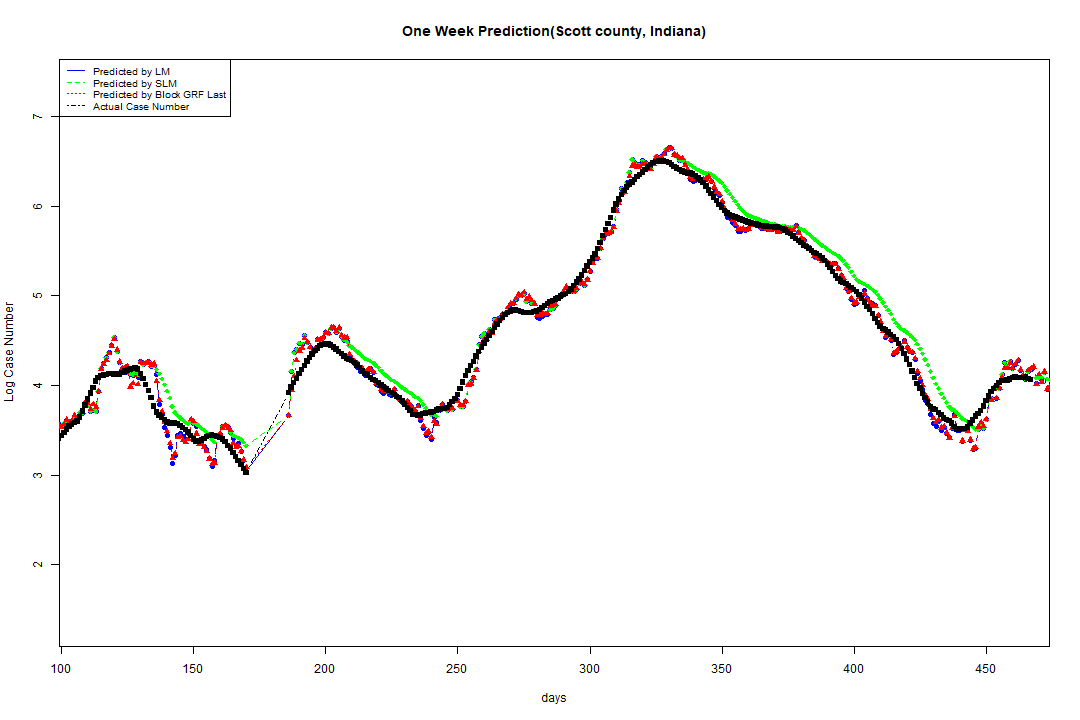 One Week Prediction(Scott county, Indiana)
Predicted by LM
Predicted by SLM
Predicted by Block GRF Last
Actual Case Number
7
6
5
4
3
2
Log Case Number
100 150 200 250 300 350 400 450
days